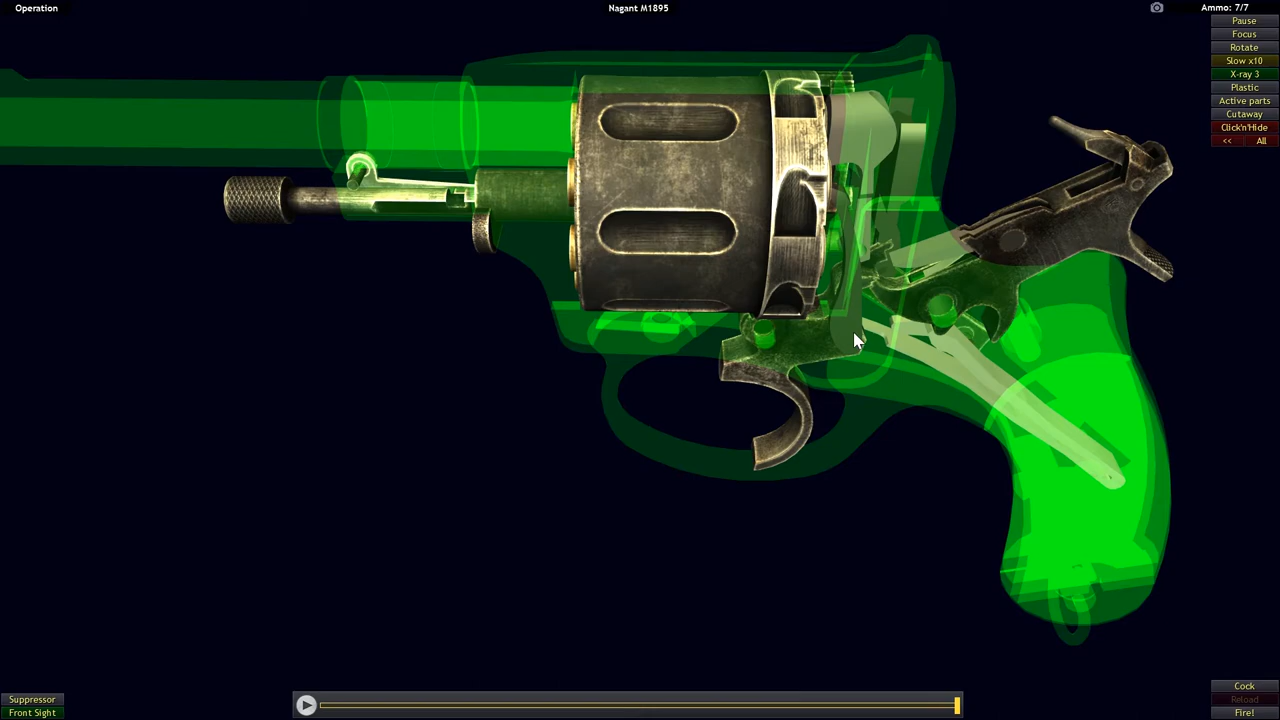 Operation
Nagant M1895
Ammo: 7/7
Pause
Focus
Rotate
Slow x10
X-ray 3
Plastic
Active parts
Cutaway
Click'n'Hide
<< All
Suppressor
Front Sight
Cock
Reload
Fire!